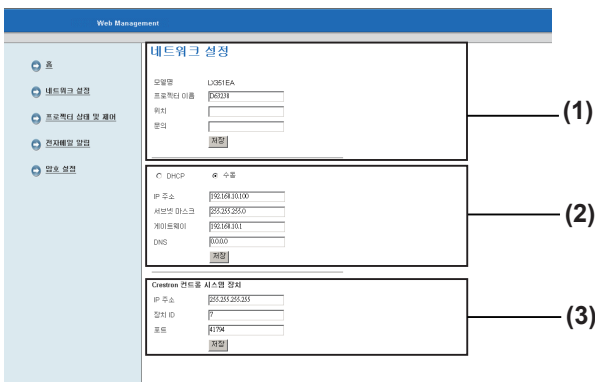 Web Management
홈
네트워크 설정
프로젝터 상태 및 제어
전자메일 알람
암호 설정
네트워크 설정
모델명 IJG51EA
프로젝터 이름 D63238
위치
문의
저장
(1)
DHCP 수동
IP 주소 192.168.10.100
서브넷 마스크 255.255.255.0
게이트웨이 192.168.10.1
DNS 0.0.0.0
저장
(2)
Crestron 컨트롤 시스템 장치
IP 주소 255.255.255.255
장치 ID 7
포트 41794
저장
(3)